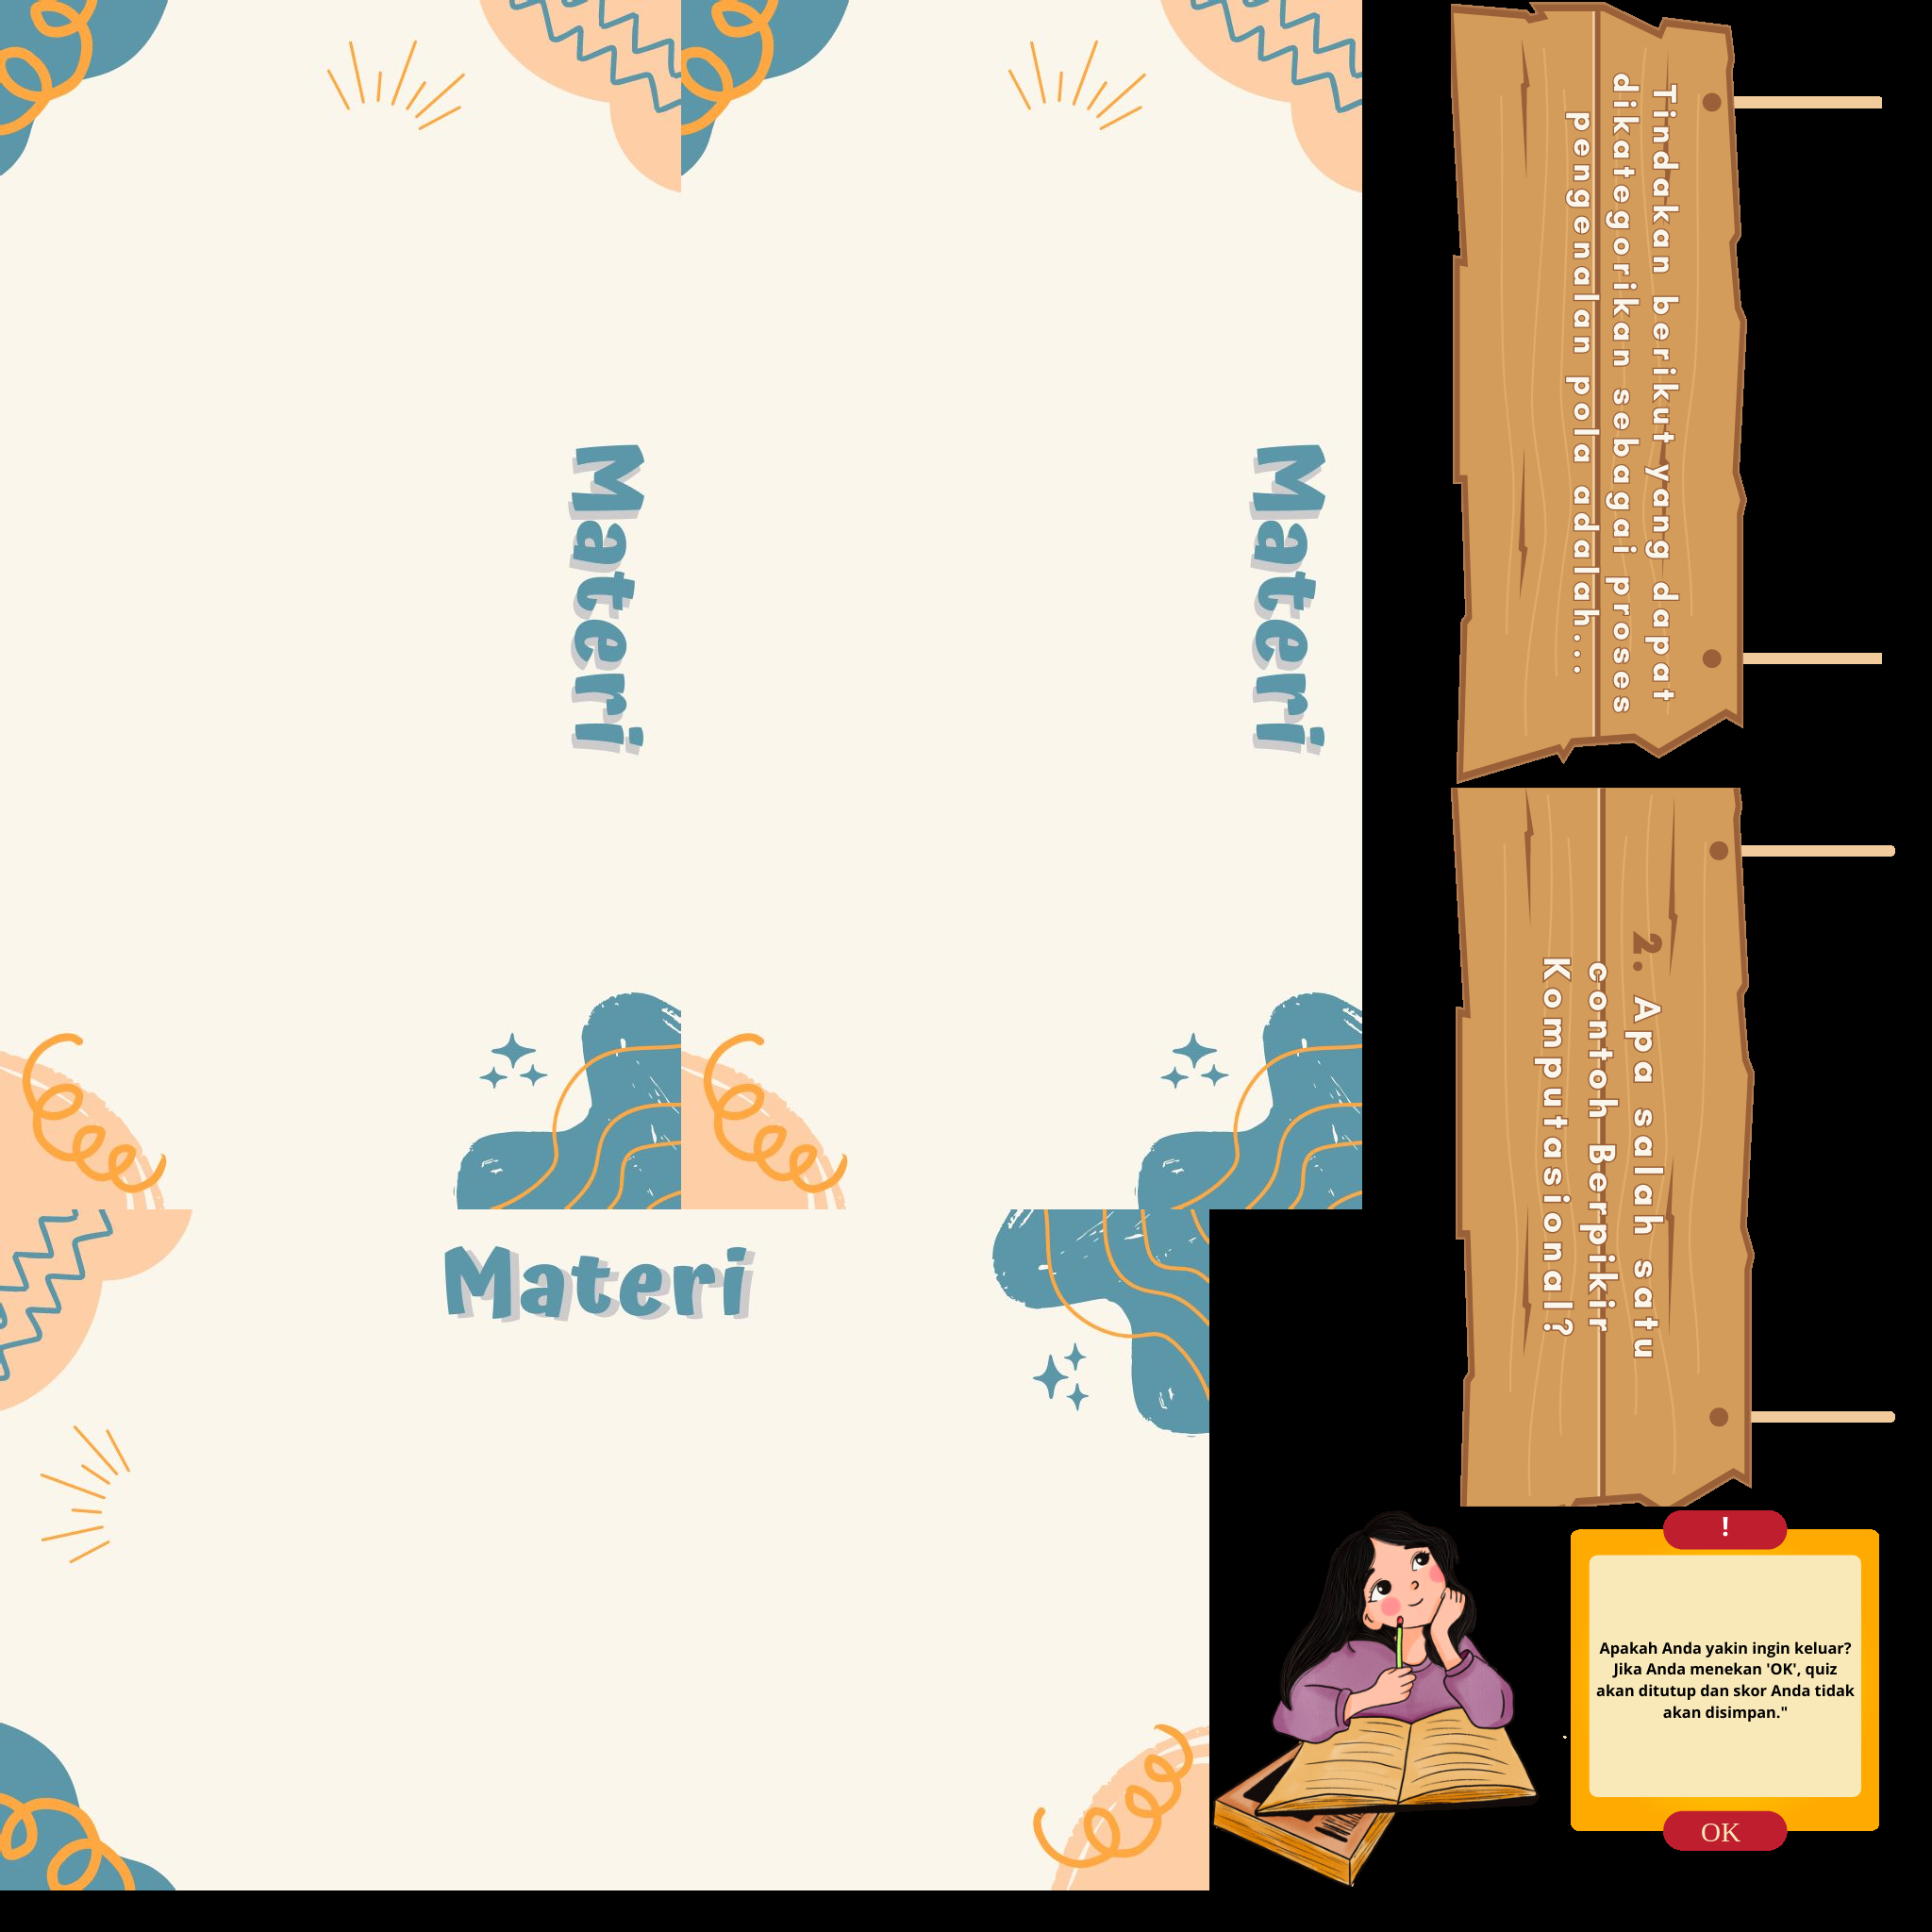 Materi
Materi
Tindakan berikut yang dapat
dikategorikan sebagai proses
pengenalan pola adalah...
2. Apa salah satu
contoh Berpikir
Komputasional?
Materi
!
Apakah Anda yakin ingin keluar?
Jika Anda menekan 'OK', quiz
akan ditutup dan skor Anda tidak
akan disimpan."
OK